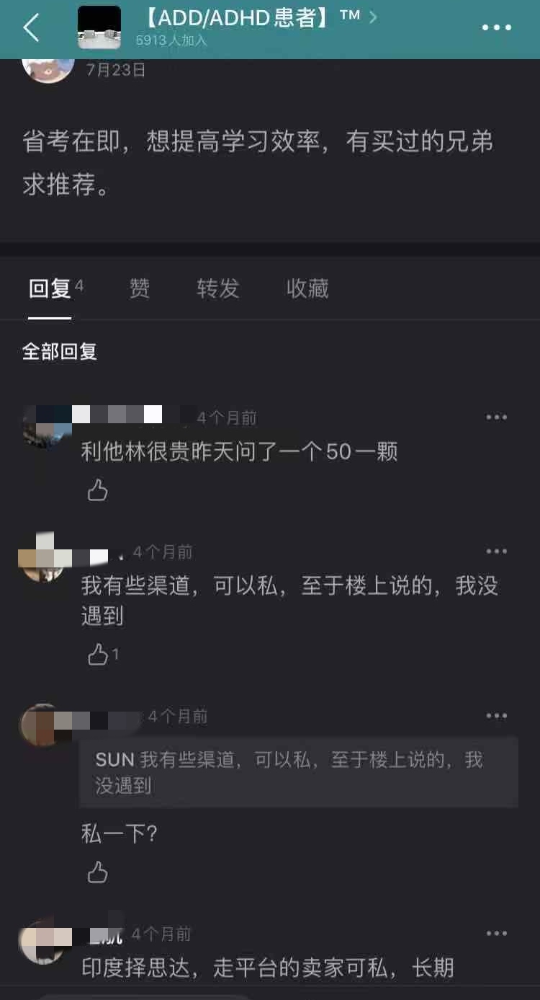 【ADD/ADHD患者】™
5913人加入
7月23日
省考在即，想提高学习效率，有买过的兄弟
求推荐。
回复 4 赞 转发 收藏
全部回复
4个月前
利他林很贵昨天问了一个50一颗
4个月前
我有些渠道，可以私，至于楼上说的，我没
遇到
1
4个月前
SUN 我有些渠道，可以私，至于楼上说的，我
没遇到
私一下?
4个月前
印度择思达，走平台的卖家可私，长期